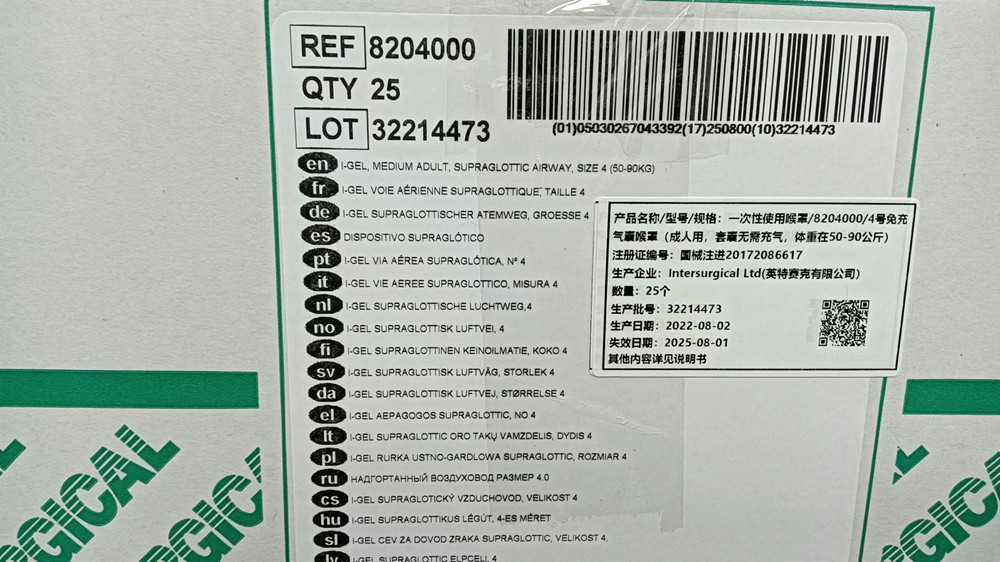 REF 8204000
QTY 25
LOT 32214473
(01)05030267043392(17)250800(10)32214473
en I-GEL, MEDIUM ADULT, SUPRAGLOTTIC AIRWAY, SIZE 4 (50-90KG)
fr I-GEL VOIE AÉRIENNE SUPRAGLOTTIQUE, TAILLE 4
de I-GEL SUPRAGLOTTISCHER ATEMWEG, GROESSE 4
es DISPOSITIVO SUPRAGLÓTICO
pt I-GEL VIA AÉREA SUPRAGLÓTICA, Nº 4
it I-GEL VIE AEREE SUPRAGLOTTICO, MISURA 4
nl I-GEL SUPRAGLOTTISCHE LUCHTWEG,4
no I-GEL SUPRAGLOTTISK LUFTVEI, 4
fi I-GEL SUPRAGLOTTINEN KEINOILMATIE, KOKO 4
sv I-GEL SUPRAGLOTTISK LUFTVÄG, STORLEK 4
da I-GEL SUPRAGLOTTISK LUFTVEJ, STØRRELSE 4
el I-GEL AEPAGOGOS SUPRAGLOTTIC, NO 4
lt I-GEL SUPRAGLOTTIC ORO TAKŲ VAMZDELIS, DYDIS 4
pl I-GEL RURKA USTNO-GARDLOWA SUPRAGLOTTIC, ROZMIAR 4
ru НАДГОРТАННЫЙ ВОЗДУХОВОД РАЗМЕР 4.0
cs I-GEL SUPRAGLOTICKÝ VZDUCHOVOD, VELIKOST 4
hu I-GEL SUPRAGLOTTIKUS LÉGÚT, 4-ES MÉRET
sl I-GEL CEV ZA DOVOD ZRAKA SUPRAGLOTTIC, VELIKOST 4,
lv I-GEL SUPRAGLOTTIC ELPCELI, 4
产品名称/型号/规格：一次性使用喉罩/8204000/4号免充
气囊喉罩（成人用，套囊无需充气，体重在50-90公斤）
注册证编号：国械注进20172086617
生产企业：Intersurgical Ltd(英特赛克有限公司)
数量：25个
生产批号：32214473
生产日期：2022-08-02
失效日期：2025-08-01
其他内容详见说明书